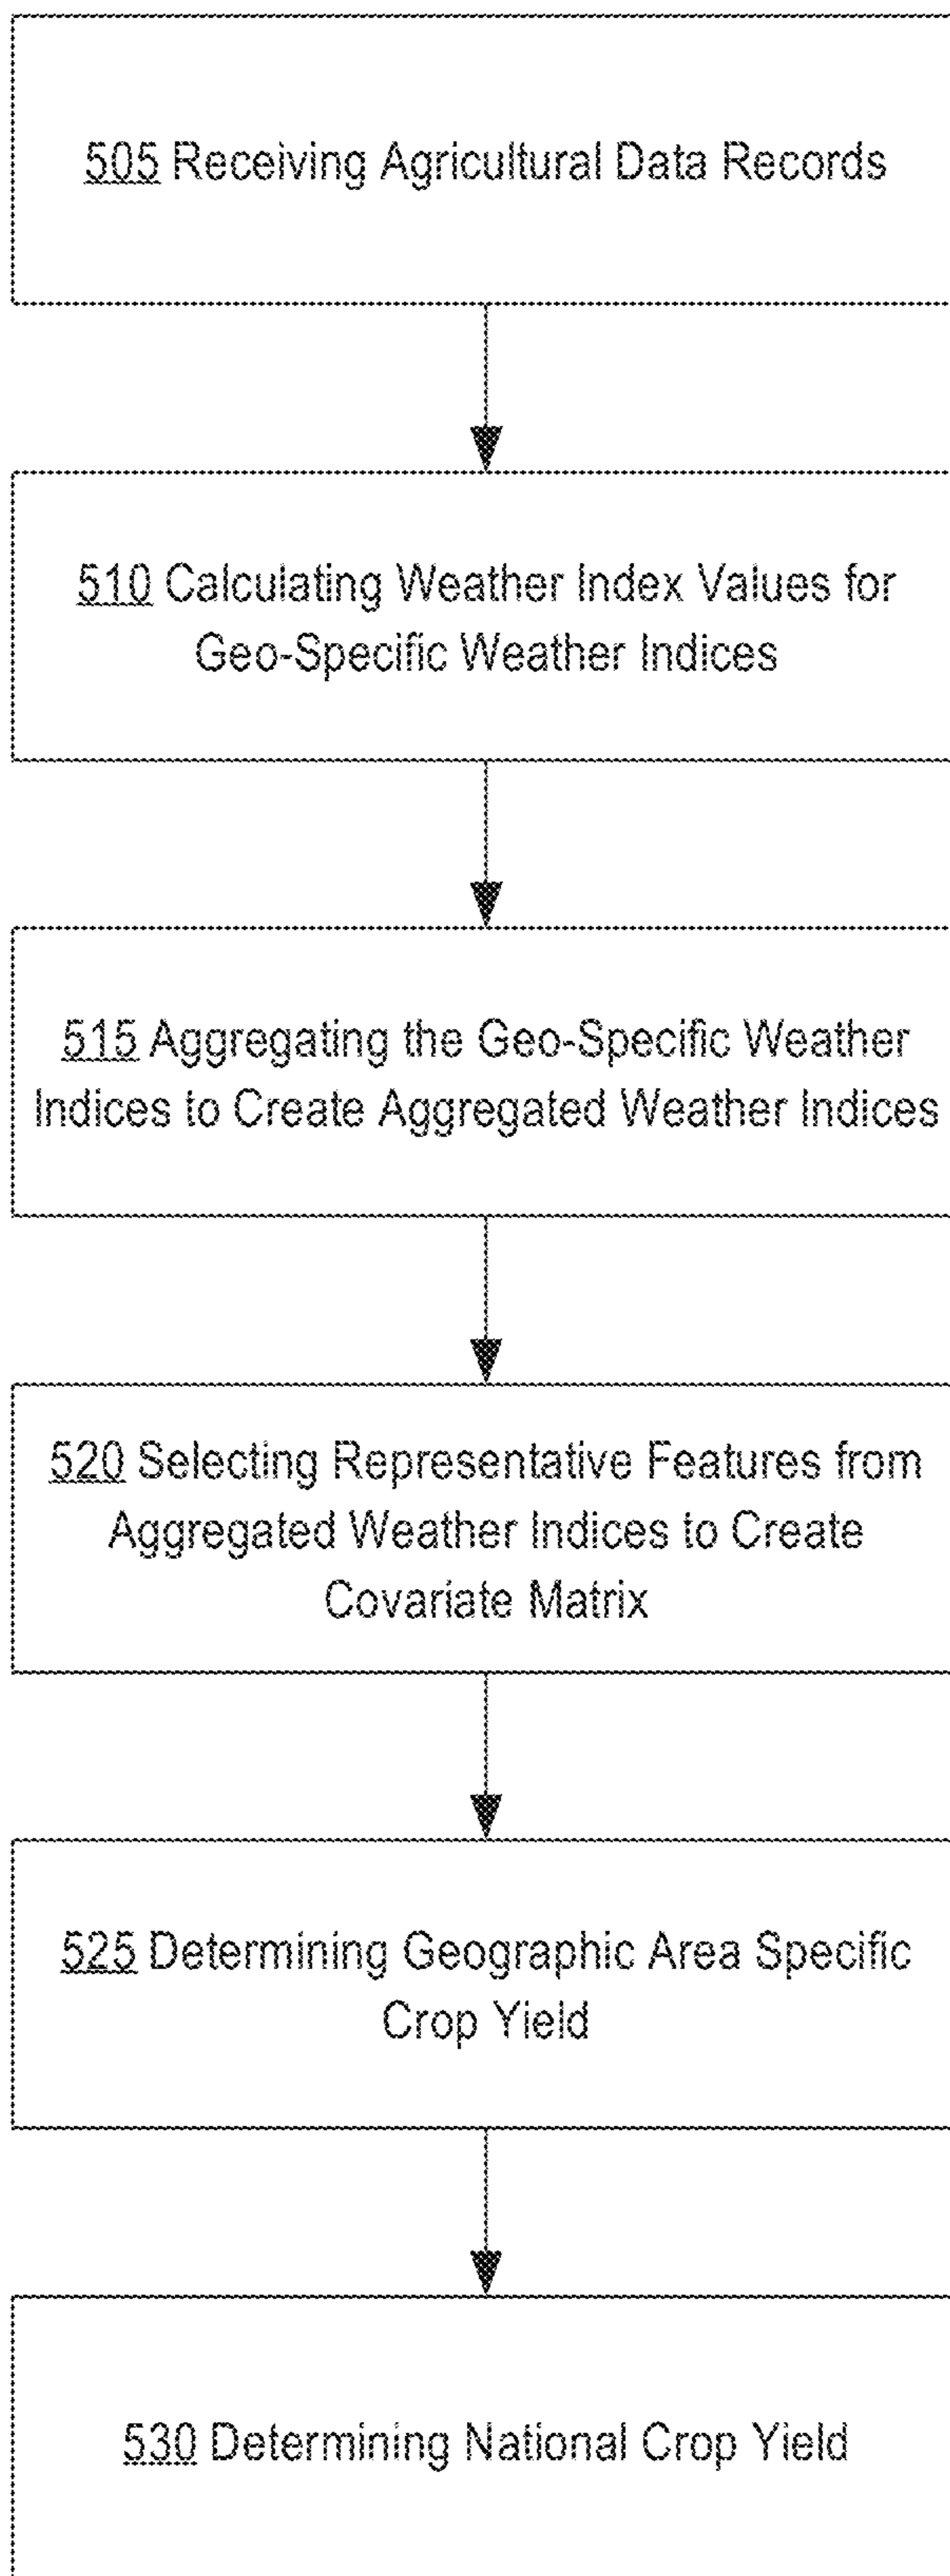 505 Receiving Agricultural Data Records
510 Calculating Weather Index Values for
Geo-Specific Weather Indices
515 Aggregating the Geo-Specific Weather
Indices to Create Aggregated Weather Indices
520 Selecting Representative Features from
Aggregated Weather Indices to Create
Covariate Matrix
525 Determining Geographic Area Specific
Crop Yield
530 Determining National Crop Yield